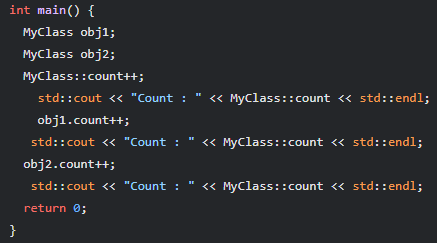 int main() {
  MyClass obj1;
  MyClass obj2;
  MyClass::count++;
    std::cout << "Count : " << MyClass::count << std::endl;
    obj1.count++;
   std::cout << "Count : " << MyClass::count << std::endl;
  obj2.count++;
   std::cout << "Count : " << MyClass::count << std::endl;
  return 0;
}